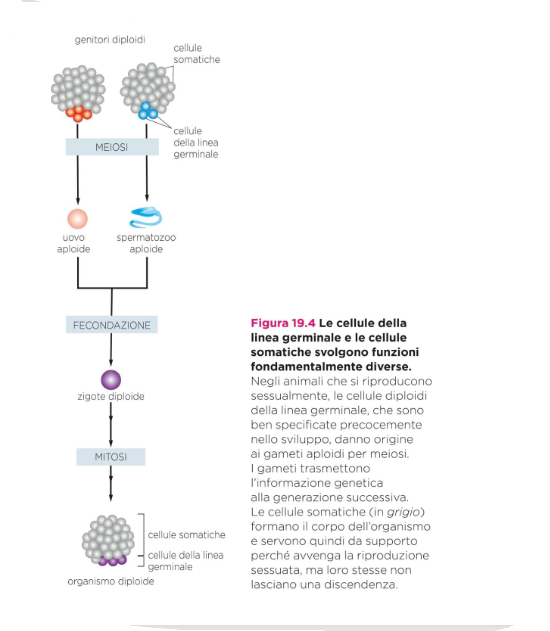 genitori diploidi
cellule
somatiche
cellule
della linea
germinale
MEIOSI
uovo
aploide
spermatozoo
aploide
FECONDAZIONE
zigote diploide
MITOSI
cellule somatiche
cellule della linea
germinale
organismo diploide
Figura 19.4 Le cellule della
linea germinale e le cellule
somatiche svolgono funzioni
fondamentalmente diverse.
Negli animali che si riproducono
sessualmente, le cellule diploidi
della linea germinale, che sono
ben specificate precocemente
nello sviluppo, danno origine
ai gameti aploidi per meiosi.
I gameti trasmettono
l'informazione genetica
alla generazione successiva.
Le cellule somatiche (in grigio)
formano il corpo dell'organismo
e servono quindi da supporto
perché avvenga la riproduzione
sessuata, ma loro stesse non
lasciano una discendenza.